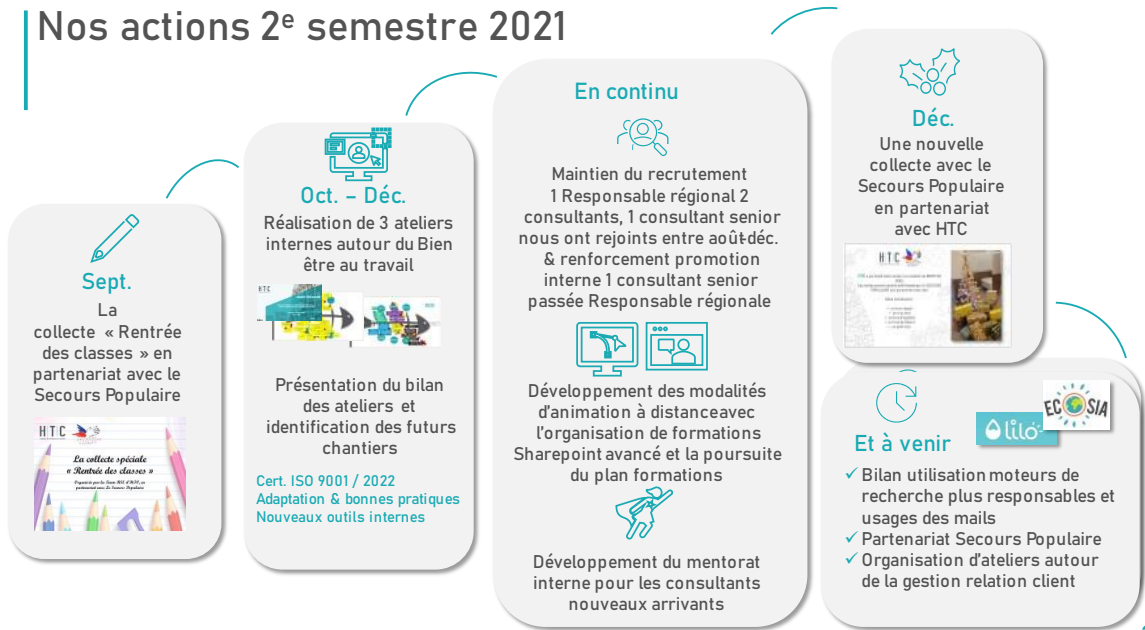 Nos actions 2e semestre 2021
Sept.
La
collecte « Rentrée
des classes » en
partenariat avec le
Secours Populaire
HTC
La collecte spéciale
« Rentrée des classes »
Oct. – Déc.
Réalisation de 3 ateliers
internes autour du Bien
être au travail
HTC
Présentation du bilan
des ateliers et
identification des futurs
chantiers
Cert. ISO 9001 / 2022
Adaptation & bonnes pratiques
Nouveaux outils internes
En continu
Maintien du recrutement
1 Responsable régional 2
consultants, 1 consultant senior
nous ont rejoints entre août-déc.
& renforcement promotion
interne 1 consultant senior
passée Responsable régionale
Développement des modalités
d'animation à distanceavec
l'organisation de formations
Sharepoint avancé et la poursuite
du plan formations
Développement du mentorat
interne pour les consultants
nouveaux arrivants
Déc.
Une nouvelle
collecte avec le
Secours Populaire
en partenariat
avec HTC
HTC
Et à venir
lilo
ECOSIA
✓ Bilan utilisation moteurs de
recherche plus responsables et
usages des mails
✓ Partenariat Secours Populaire
✓ Organisation d'ateliers autour
de la gestion relation client